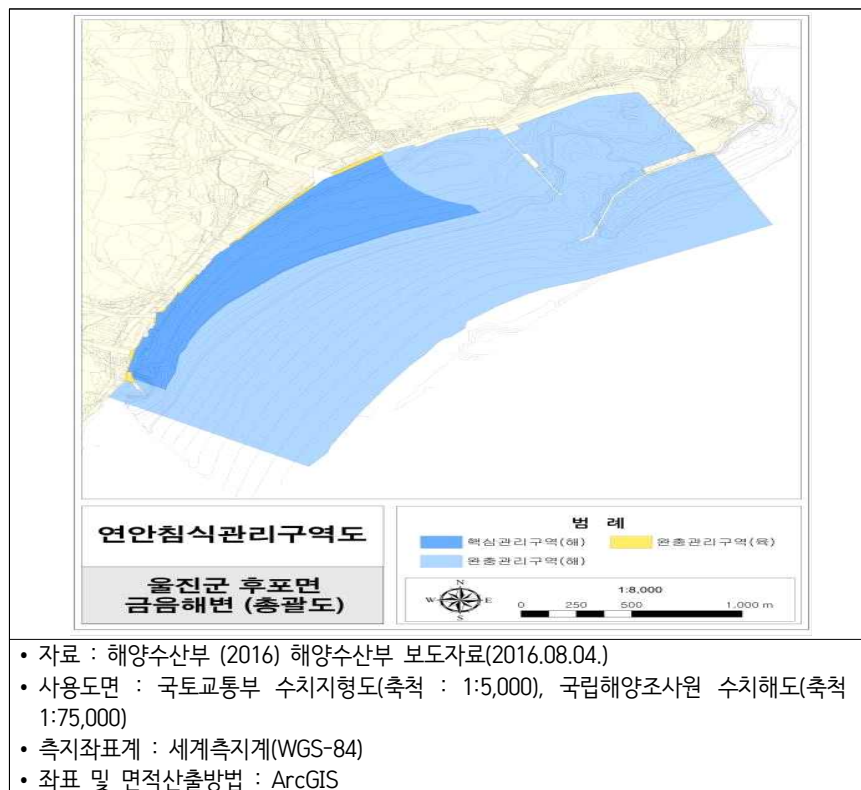 연안침식관리구역도
울진군 후포면
금음해변 (총괄도)
범 례
핵심관리구역(해)
완충관리구역(육)
완충관리구역(해)
N
W
E
S
1:8,000
0 250 500 1,000 m
• 자료 : 해양수산부 (2016) 해양수산부 보도자료(2016.08.04.)
• 사용도면 : 국토교통부 수치지형도(축척 : 1:5,000), 국립해양조사원 수치해도(축척
1:75,000)
• 측지좌표계 : 세계측지계(WGS-84)
• 좌표 및 면적산출방법 : ArcGIS